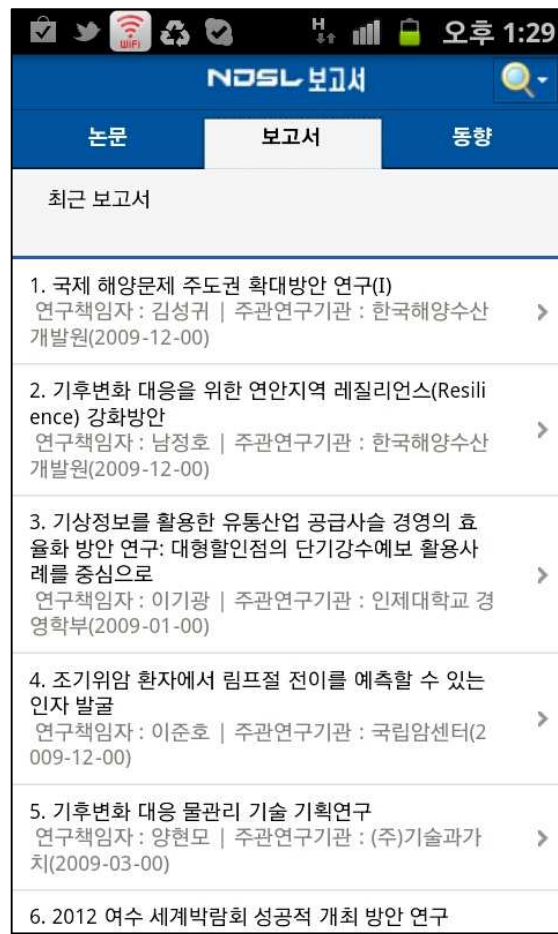 WiFi
H
오후 1:29
NDSL 보고서
논문 보고서 동향
최근 보고서
1. 국제 해양문제 주도권 확대방안 연구(I)
연구책임자 : 김성귀 | 주관연구기관 : 한국해양수산
개발원(2009-12-00)
2. 기후변화 대응을 위한 연안지역 레질리언스(Resili
ence) 강화방안
연구책임자 : 남정호 | 주관연구기관 : 한국해양수산
개발원(2009-12-00)
3. 기상정보를 활용한 유통산업 공급사슬 경영의 효
율화 방안 연구: 대형할인점의 단기강수예보 활용사
례를 중심으로
연구책임자 : 이기광 | 주관연구기관 : 인제대학교 경
영학부(2009-01-00)
4. 조기위암 환자에서 림프절 전이를 예측할 수 있는
인자 발굴
연구책임자 : 이준호 | 주관연구기관 : 국립암센터(2
009-12-00)
5. 기후변화 대응 물관리 기술 기획연구
연구책임자 : 양현모 | 주관연구기관 : (주)기술과가
치(2009-03-00)
6. 2012 여수 세계박람회 성공적 개최 방안 연구